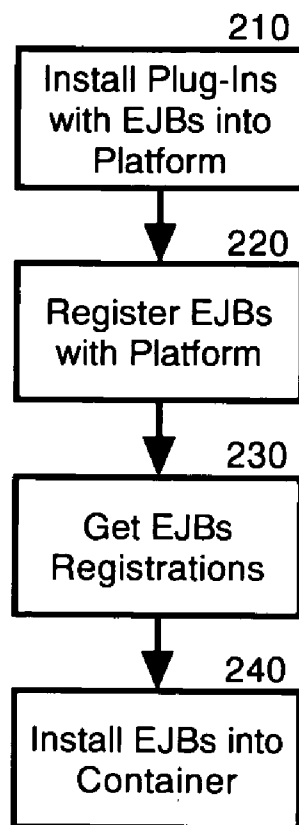 210
Install Plug-Ins
with EJBs into
Platform
220
Register EJBs
with Platform
230
Get EJBs
Registrations
240
Install EJBs into
Container